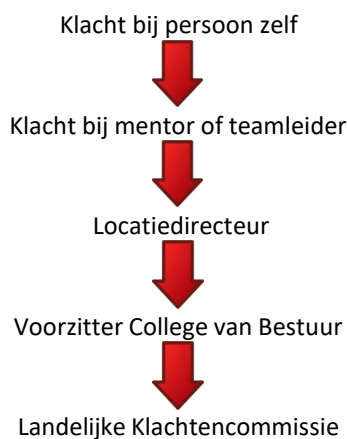 Klacht bij persoon zelf
Klacht bij mentor of teamleider
Locatiedirecteur
Voorzitter College van Bestuur
Landelijke Klachtencommissie